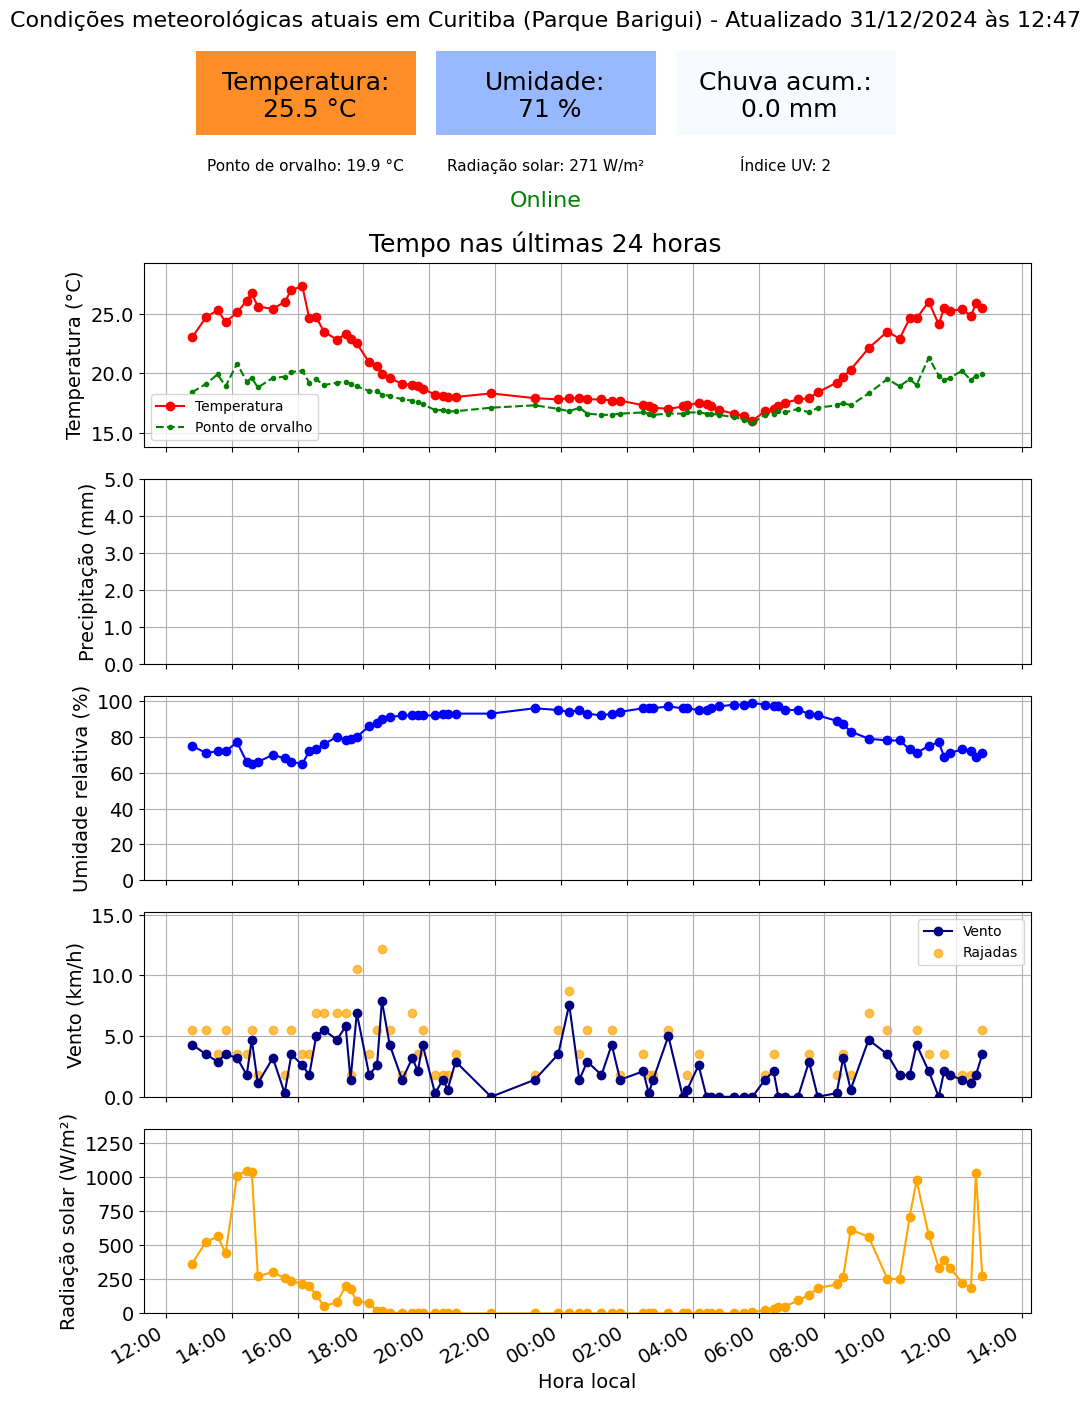 Condições meteorológicas atuais em Curitiba (Parque Barigui) - Atualizado 31/12/2024 às 12:47
Temperatura:
25.5 °C
Umidade:
71 %
Chuva acum.:
0.0 mm
Ponto de orvalho: 19.9 °C
Radiação solar: 271 W/m²
Índice UV: 2
Online
Tempo nas últimas 24 horas
Temperatura (°C)
25.0
20.0
15.0
Temperatura
Ponto de orvalho
Precipitação (mm)
5.0
4.0
3.0
2.0
1.0
0.0
Umidade relativa (%)
100
80
60
40
20
0
Vento (km/h)
15.0
10.0
5.0
0.0
Vento
Rajadas
Radiação solar (W/m²)
1250
1000
750
500
250
0
12:00
14:00
16:00
18:00
20:00
22:00
00:00
02:00
04:00
06:00
08:00
10:00
12:00
14:00
Hora local